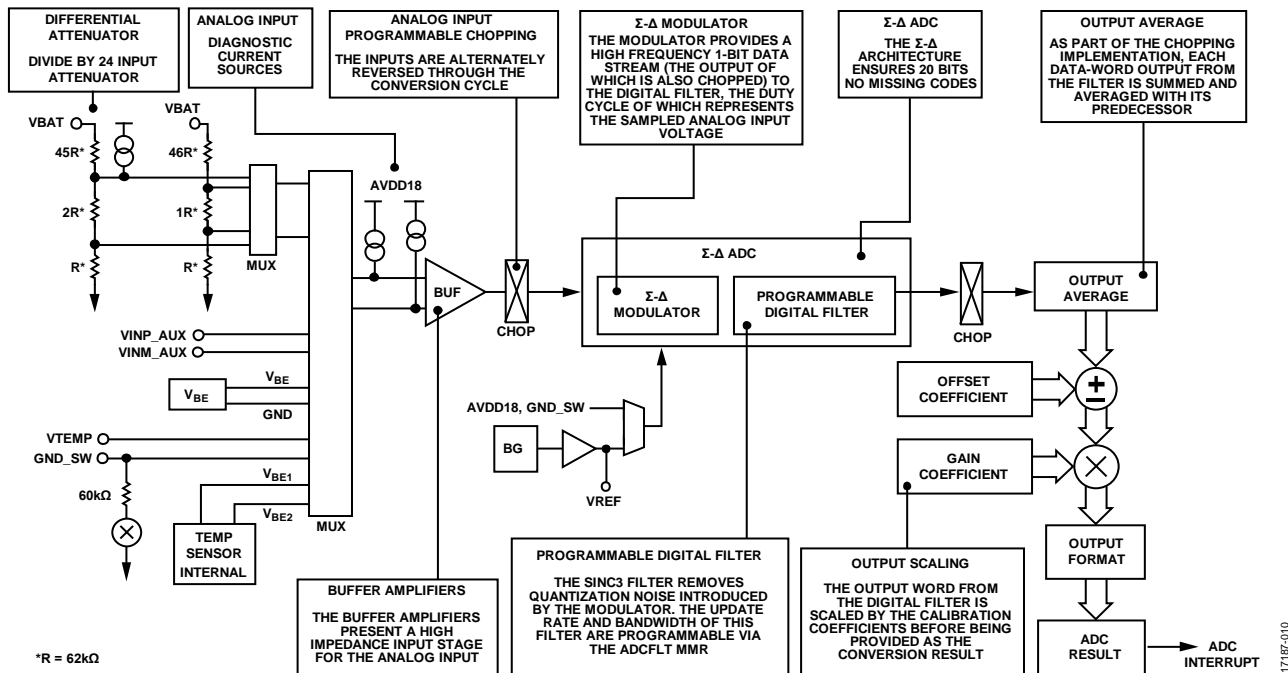 DIFFERENTIAL
ATTENUATOR
DIVIDE BY 24 INPUT
ATTENUATOR
ANALOG INPUT
DIAGNOSTIC
CURRENT
SOURCES
ANALOG INPUT
PROGRAMMABLE CHOPPING
THE INPUTS ARE ALTERNATELY
REVERSED THROUGH THE
CONVERSION CYCLE
Σ-Δ MODULATOR
THE MODULATOR PROVIDES A
HIGH FREQUENCY 1-BIT DATA
STREAM (THE OUTPUT OF
WHICH IS ALSO CHOPPED) TO
THE DIGITAL FILTER, THE DUTY
CYCLE OF WHICH REPRESENTS
THE SAMPLED ANALOG INPUT
VOLTAGE
Σ-Δ ADC
THE Σ-Δ
ARCHITECTURE
ENSURES 20 BITS
NO MISSING CODES
OUTPUT AVERAGE
AS PART OF THE CHOPPING
IMPLEMENTATION, EACH
DATA-WORD OUTPUT FROM
THE FILTER IS SUMMED AND
AVERAGED WITH ITS
PREDECESSOR
VBAT
VBAT
45R*
46R*
2R*
1R*
R*
R*
MUX
AVDD18
BUF
CHOP
Σ-Δ ADC
Σ-Δ
MODULATOR
PROGRAMMABLE
DIGITAL FILTER
CHOP
OUTPUT
AVERAGE
VINP_AUX
VINM_AUX
VBE
VBE
GND
VTEMP
GND_SW
60kΩ
VBE1
VBE2
TEMP
SENSOR
INTERNAL
MUX
AVDD18, GND_SW
BG
VREF
OFFSET
COEFFICIENT
±
GAIN
COEFFICIENT
×
OUTPUT
FORMAT
ADC
RESULT
ADC
INTERRUPT
BUFFER AMPLIFIERS
THE BUFFER AMPLIFIERS
PRESENT A HIGH
IMPEDANCE INPUT STAGE
FOR THE ANALOG INPUT
PROGRAMMABLE DIGITAL FILTER
THE SINC3 FILTER REMOVES
QUANTIZATION NOISE INTRODUCED
BY THE MODULATOR. THE UPDATE
RATE AND BANDWIDTH OF THIS
FILTER ARE PROGRAMMABLE VIA
THE ADCFLT MMR
OUTPUT SCALING
THE OUTPUT WORD FROM
THE DIGITAL FILTER IS
SCALED BY THE CALIBRATION
COEFFICIENTS BEFORE BEING
PROVIDED AS THE
CONVERSION RESULT
*R = 62kΩ
17187-010